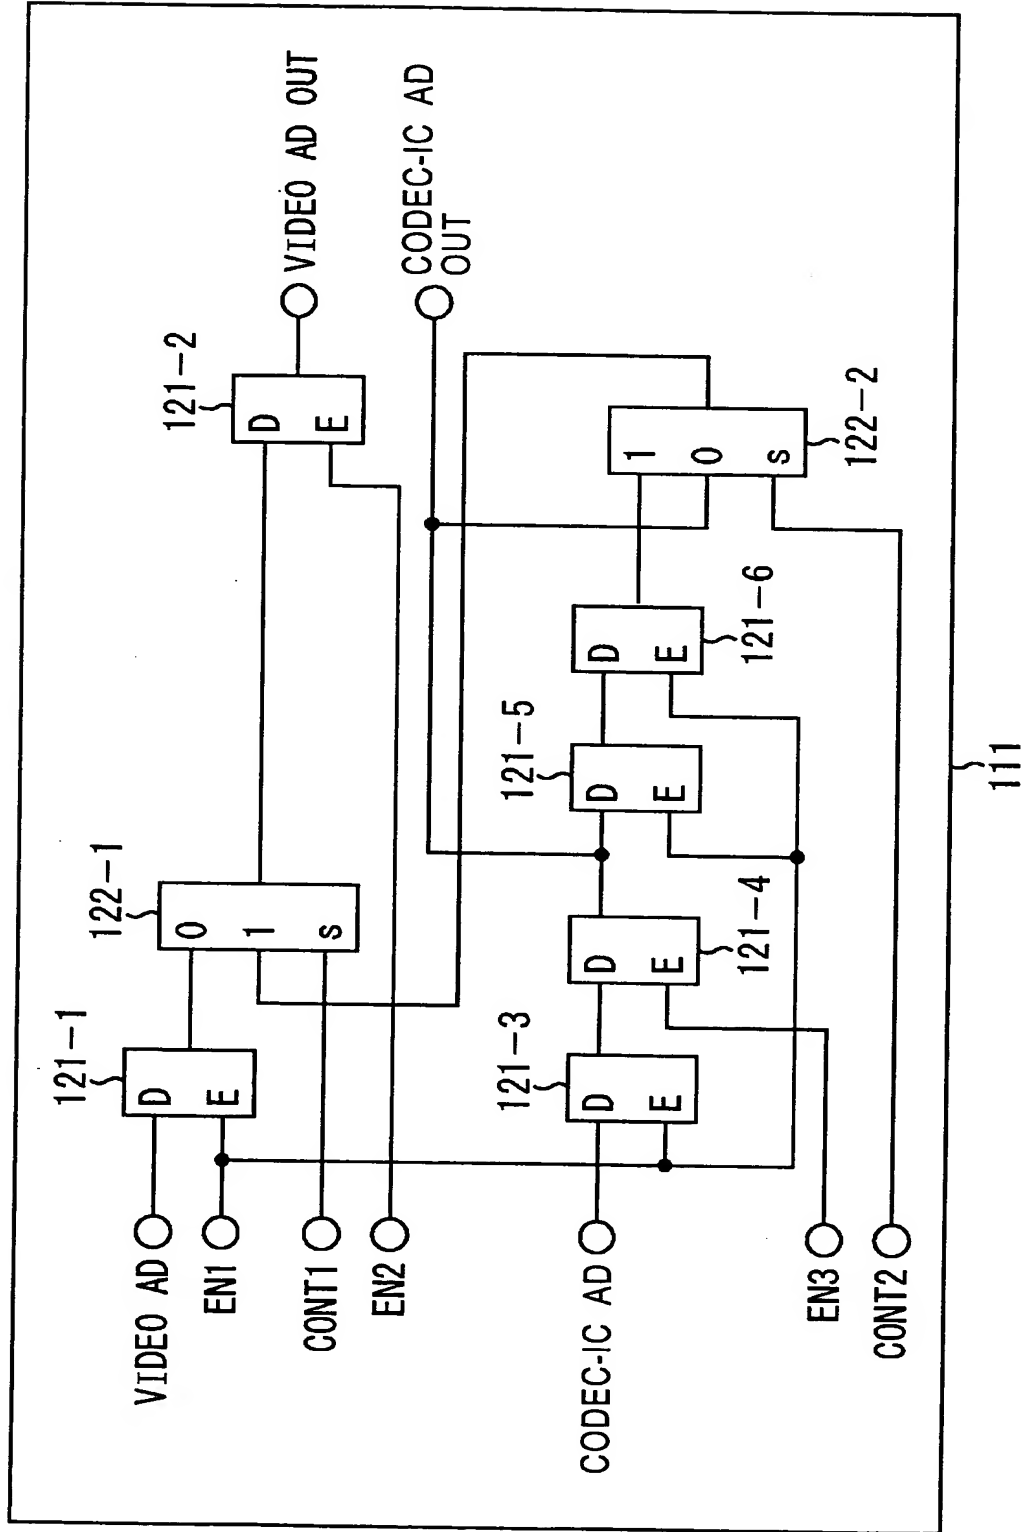 VIDEO AD
EN1
CONT1
EN2
CODEC-IC AD
EN3
CONT2
121-1
D
E
122-1
0
1
s
121-2
D
E
VIDEO AD OUT
CODEC-IC AD
OUT
121-3
D
E
121-4
D
E
121-5
D
E
121-6
D
E
122-2
1
0
s
111